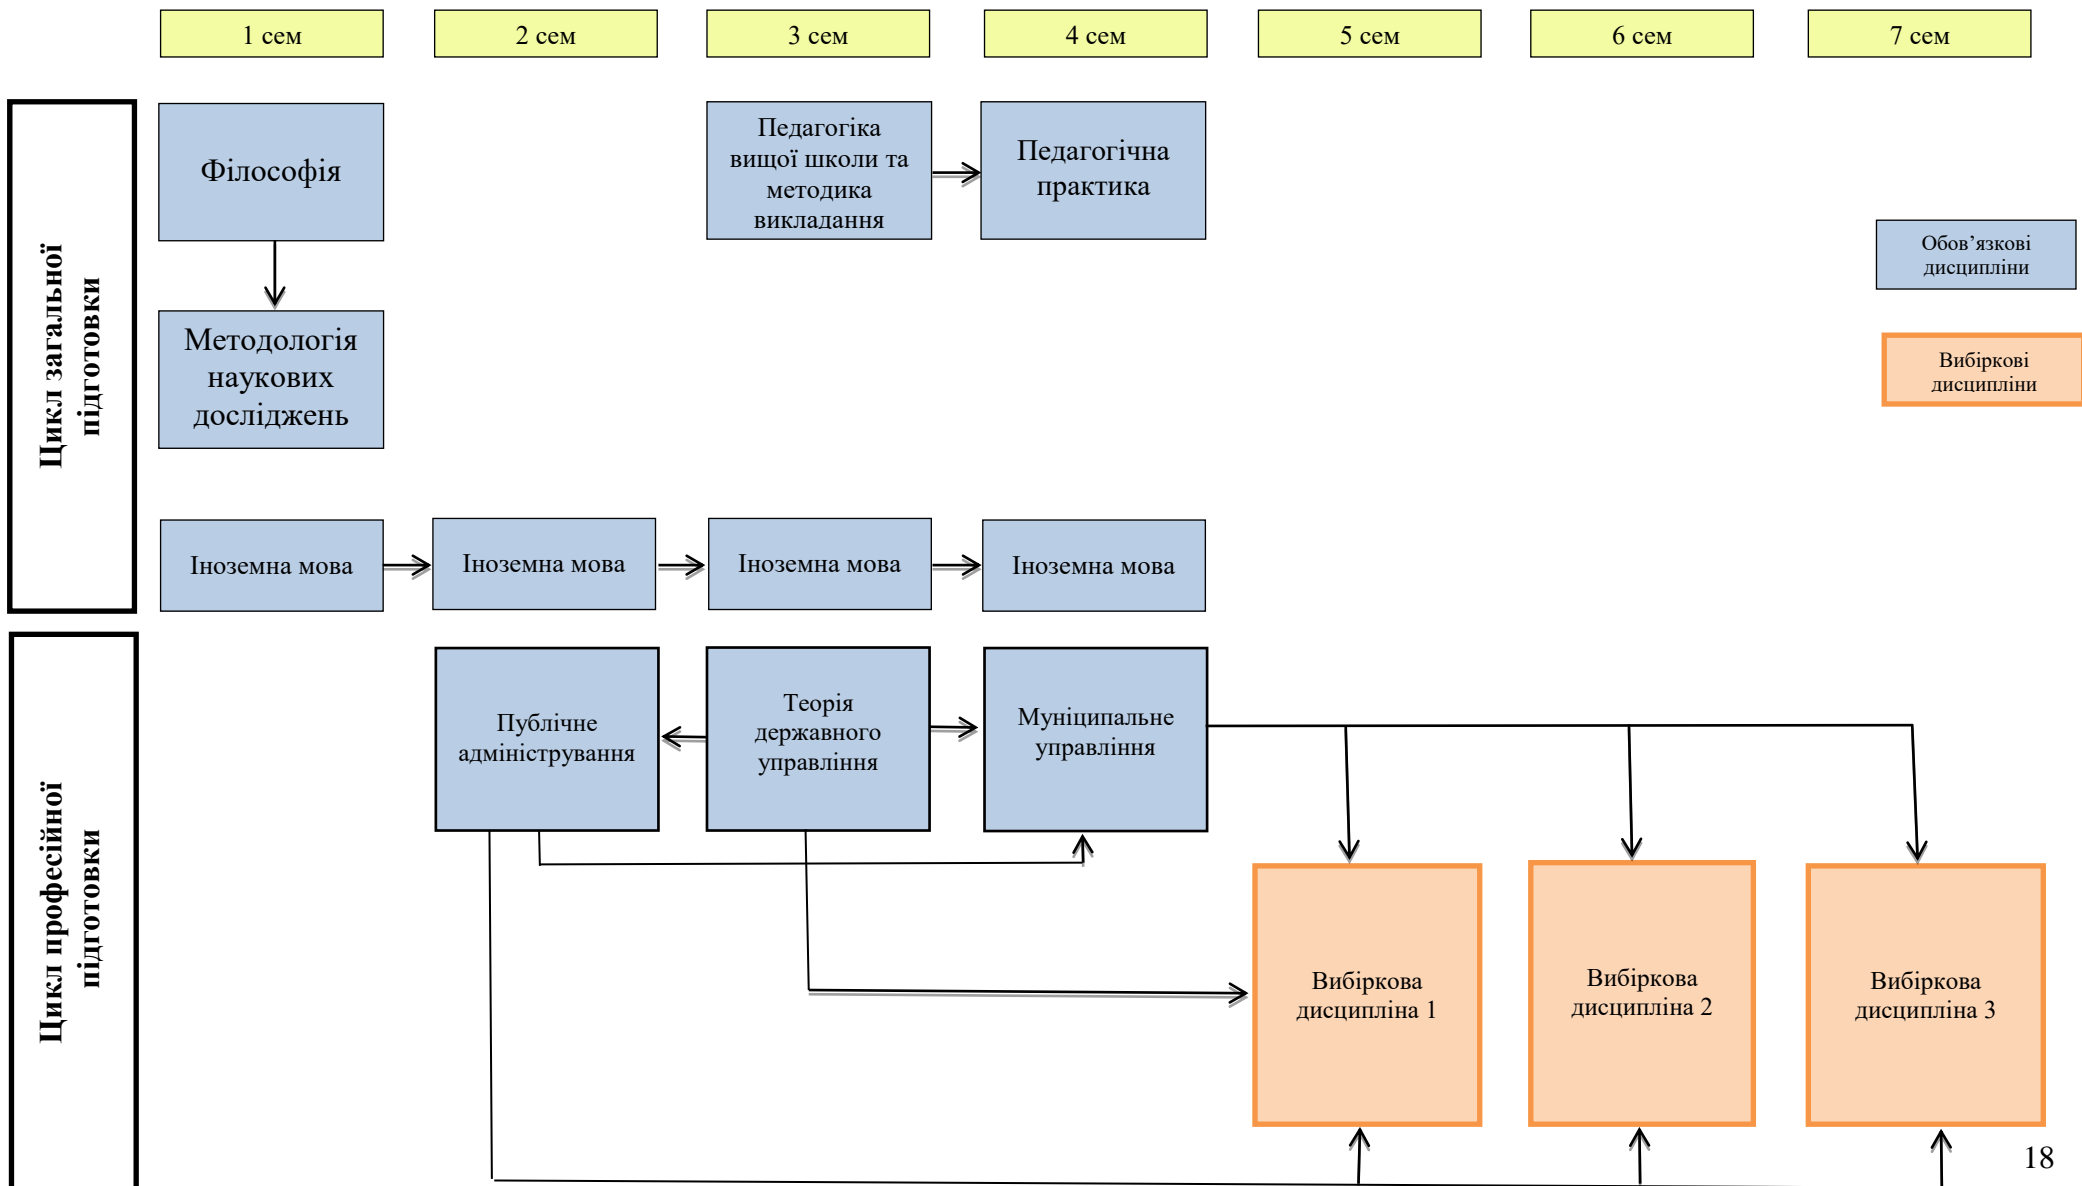 1 сем
2 сем
3 сем
4 сем
5 сем
6 сем
7 сем
Цикл загальної
підготовки
Філософія
Педагогіка
вищої школи та
методика
викладання
Педагогічна
практика
Обов’язкові
дисципліни
Методологія
наукових
досліджень
Вибіркові
дисципліни
Іноземна мова
Іноземна мова
Іноземна мова
Іноземна мова
Цикл професійної
підготовки
Публічне
адміністрування
Теорія
державного
управління
Муніципальне
управління
Вибіркова
дисципліна 1
Вибіркова
дисципліна 2
Вибіркова
дисципліна 3
18